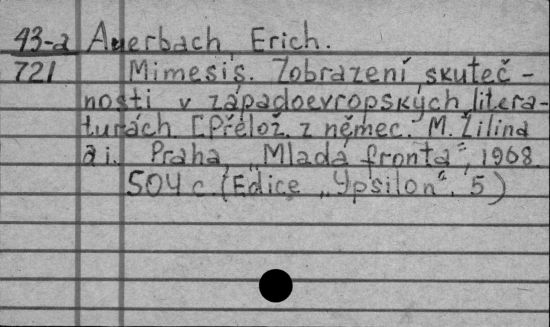 43-a Auerbach, Erich.
721 Mimesis. Zobrazení skuteč-
nosti v západoevropských litera-
turách. [Přelož. z němec. M. Žilina
a i. Praha, „Mladá fronta“, 1968.
504 c. (Edice „Ypsilon“. 5)